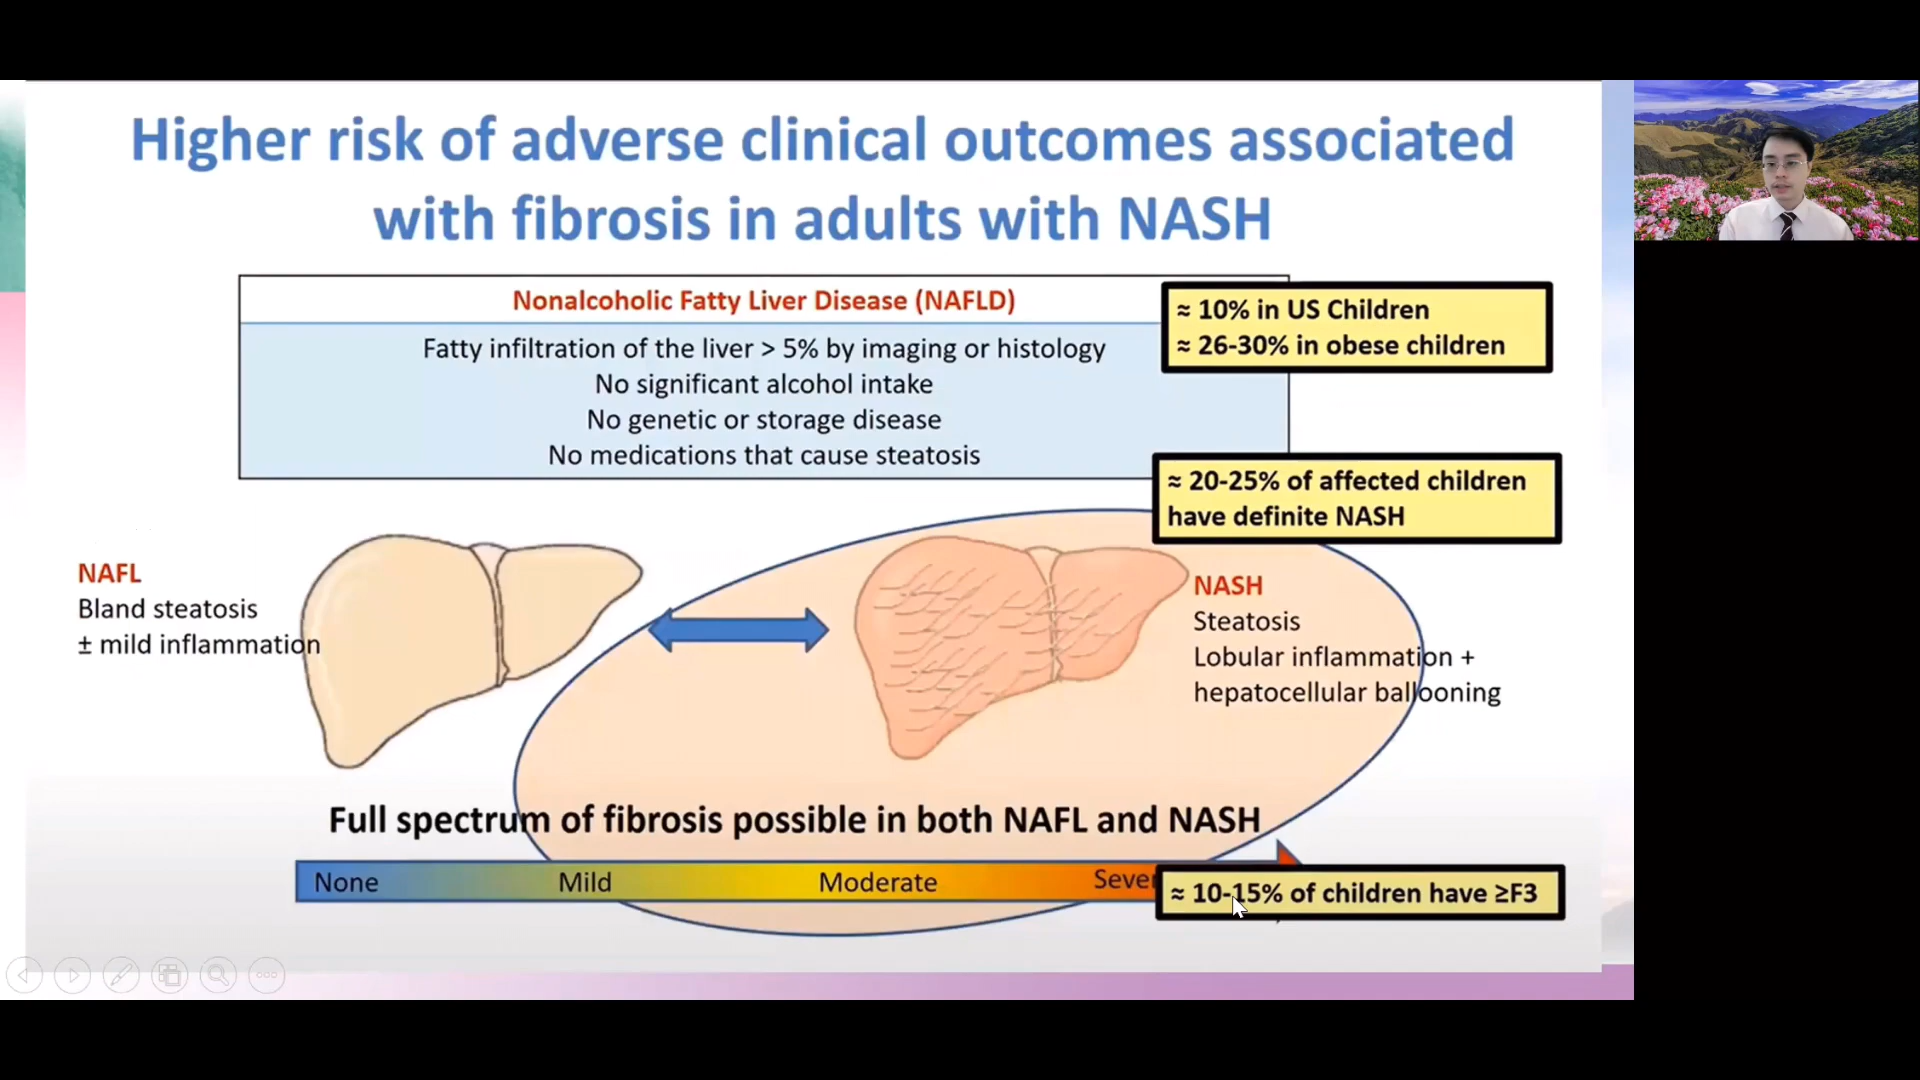 Higher risk of adverse clinical outcomes associated
with fibrosis in adults with NASH
Nonalcoholic Fatty Liver Disease (NAFLD)
Fatty infiltration of the liver > 5% by imaging or histology
No significant alcohol intake
No genetic or storage disease
No medications that cause steatosis
≈ 10% in US Children
≈ 26-30% in obese children
≈ 20-25% of affected children
have definite NASH
NAFL
Bland steatosis
± mild inflammation
NASH
Steatosis
Lobular inflammation +
hepatocellular ballooning
Full spectrum of fibrosis possible in both NAFL and NASH
None Mild Moderate Sever
≈ 10-15% of children have ≥F3